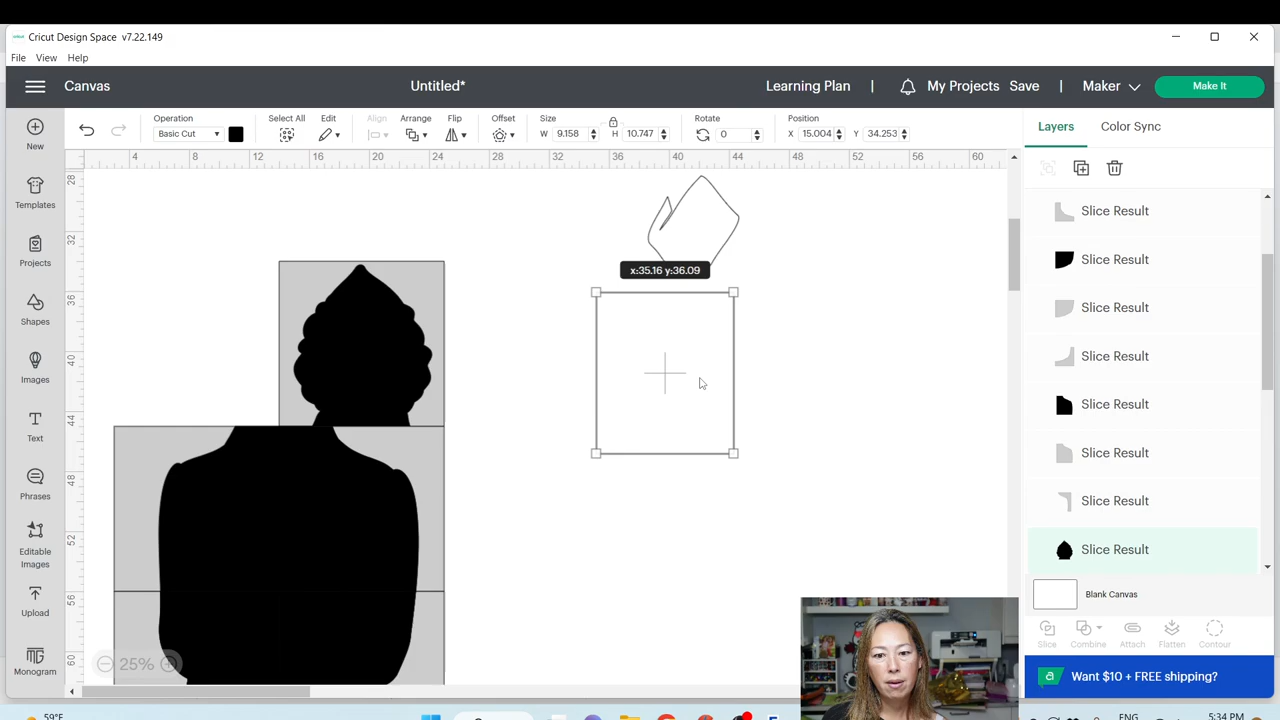 Cricut Design Space v7.22.149
File View Help
Canvas
Untitled*
Learning Plan | My Projects Save | Maker Make It
Operation
Basic Cut
Select All
Edit
Align
Arrange
Flip
Offset
Size
W 9.158 H 10.747
Rotate
0
Position
X 15.004 Y 34.253
Layers Color Sync
New
Templates
Projects
Shapes
Images
Text
Phrases
Editable
Images
Upload
Monogram
4 8 12 16 20 24 28 32 36 40 44 48 52 56 60
28
32
36
40
44
48
52
56
60
x:35.16 y:36.09
25%
Slice Result
Slice Result
Slice Result
Slice Result
Slice Result
Slice Result
Slice Result
Slice Result
Blank Canvas
Slice Combine Attach Flatten Contour
Want $10 + FREE shipping?
59°F
ENG
5:34 PM